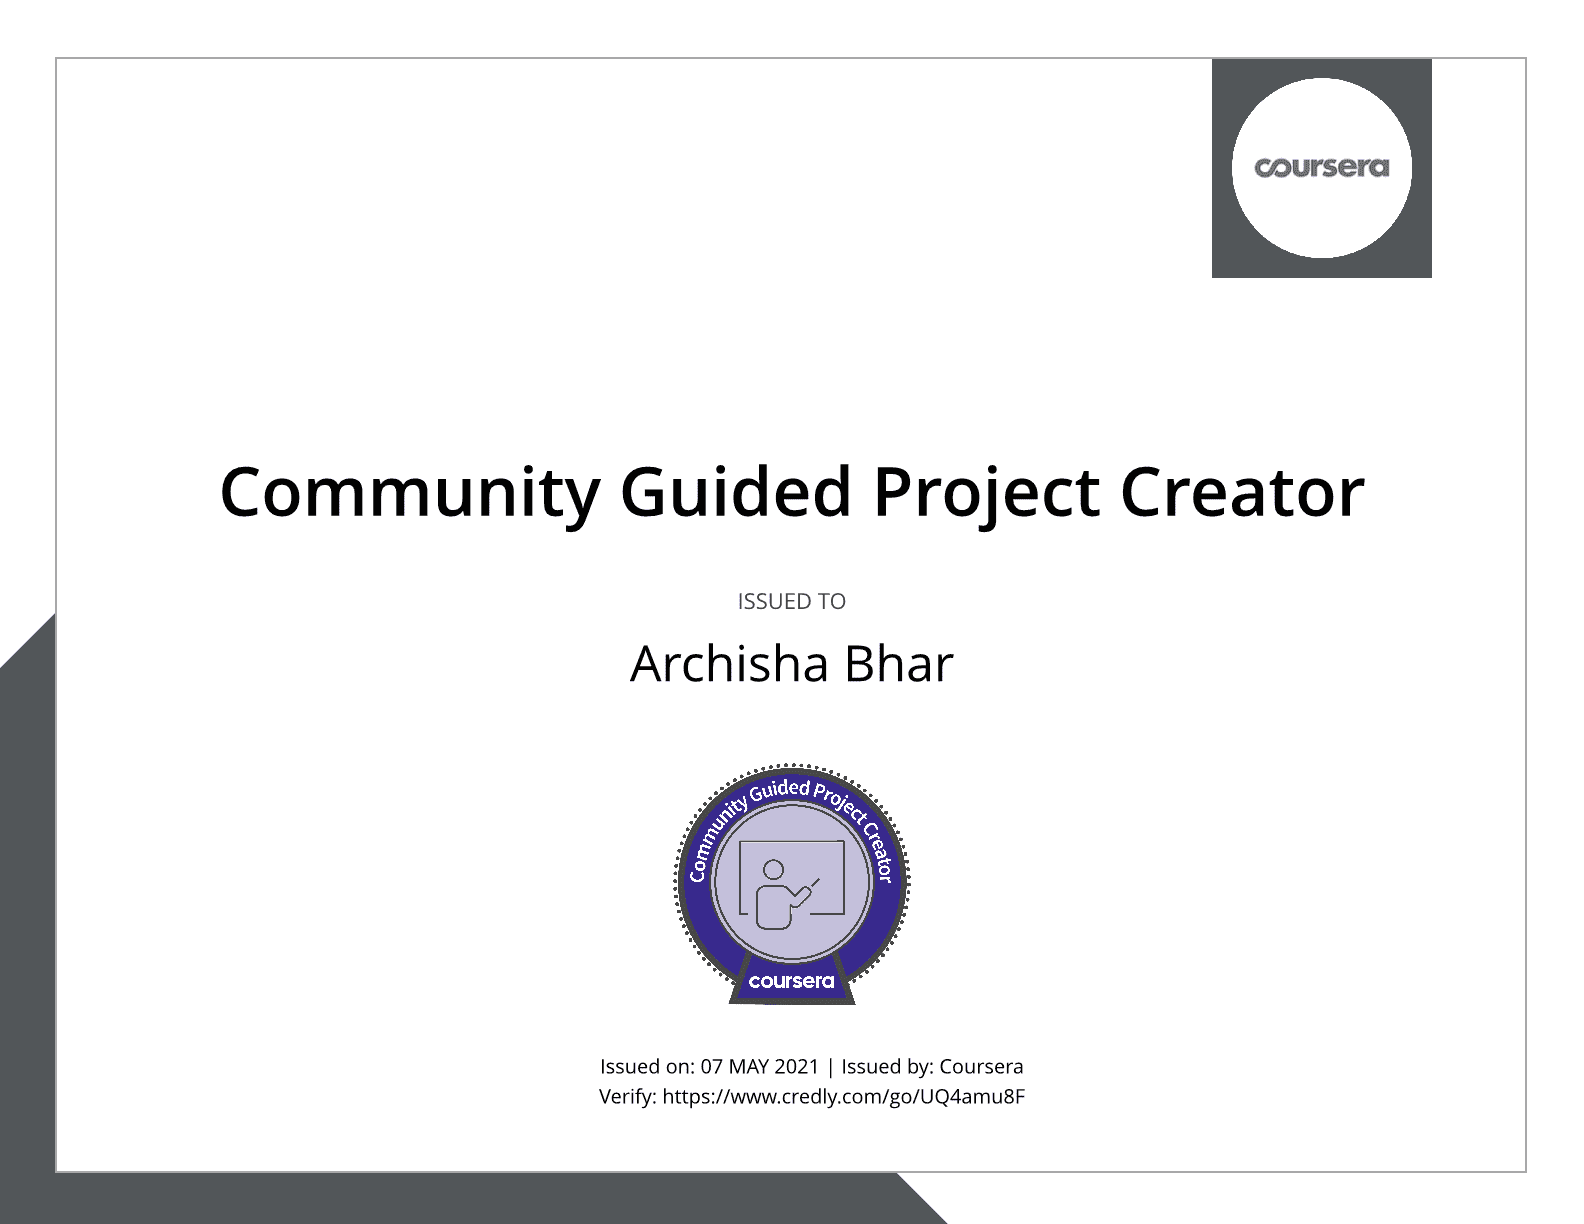 coursera
Community Guided Project Creator
ISSUED TO
Archisha Bhar
Community Guided Project Creator
coursera
Issued on: 07 MAY 2021 | Issued by: Coursera
Verify: https://www.credly.com/go/UQ4amu8F